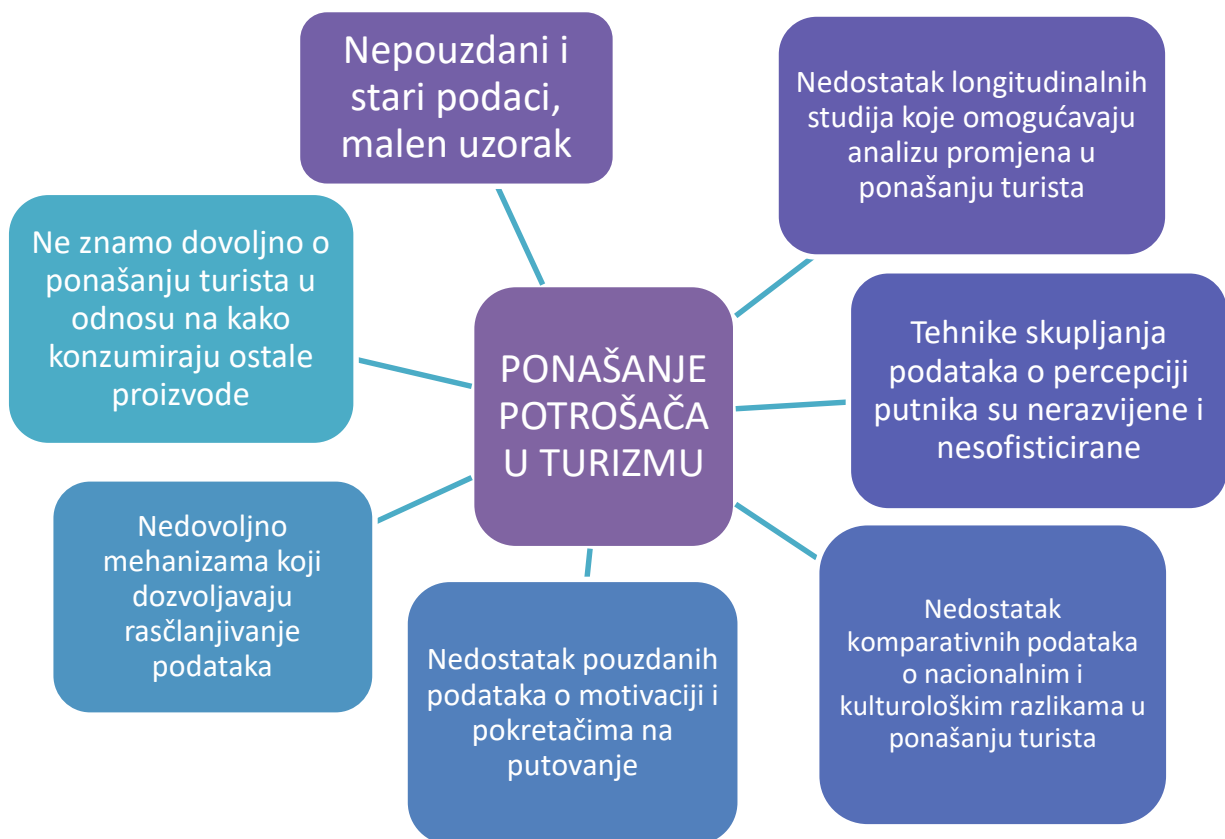 Nepouzdani i
stari podaci,
malen uzorak
Nedostatak longitudinalnih
studija koje omogućavaju
analizu promjena u
ponašanju turista
Ne znamo dovoljno o
ponašanju turista u
odnosu na kako
konzumiraju ostale
proizvode
PONAŠANJE
POTROŠAČA
U TURIZMU
Tehnike skupljanja
podataka o percepciji
putnika su nerazvijene i
nesofisticirane
Nedovoljno
mehanizama koji
dozvoljavaju
rasčlanjivanje
podataka
Nedostatak pouzdanih
podataka o motivaciji i
pokretačima na
putovanje
Nedostatak
komparativnih podataka
o nacionalnim i
kulturološkim razlikama u
ponašanju turista